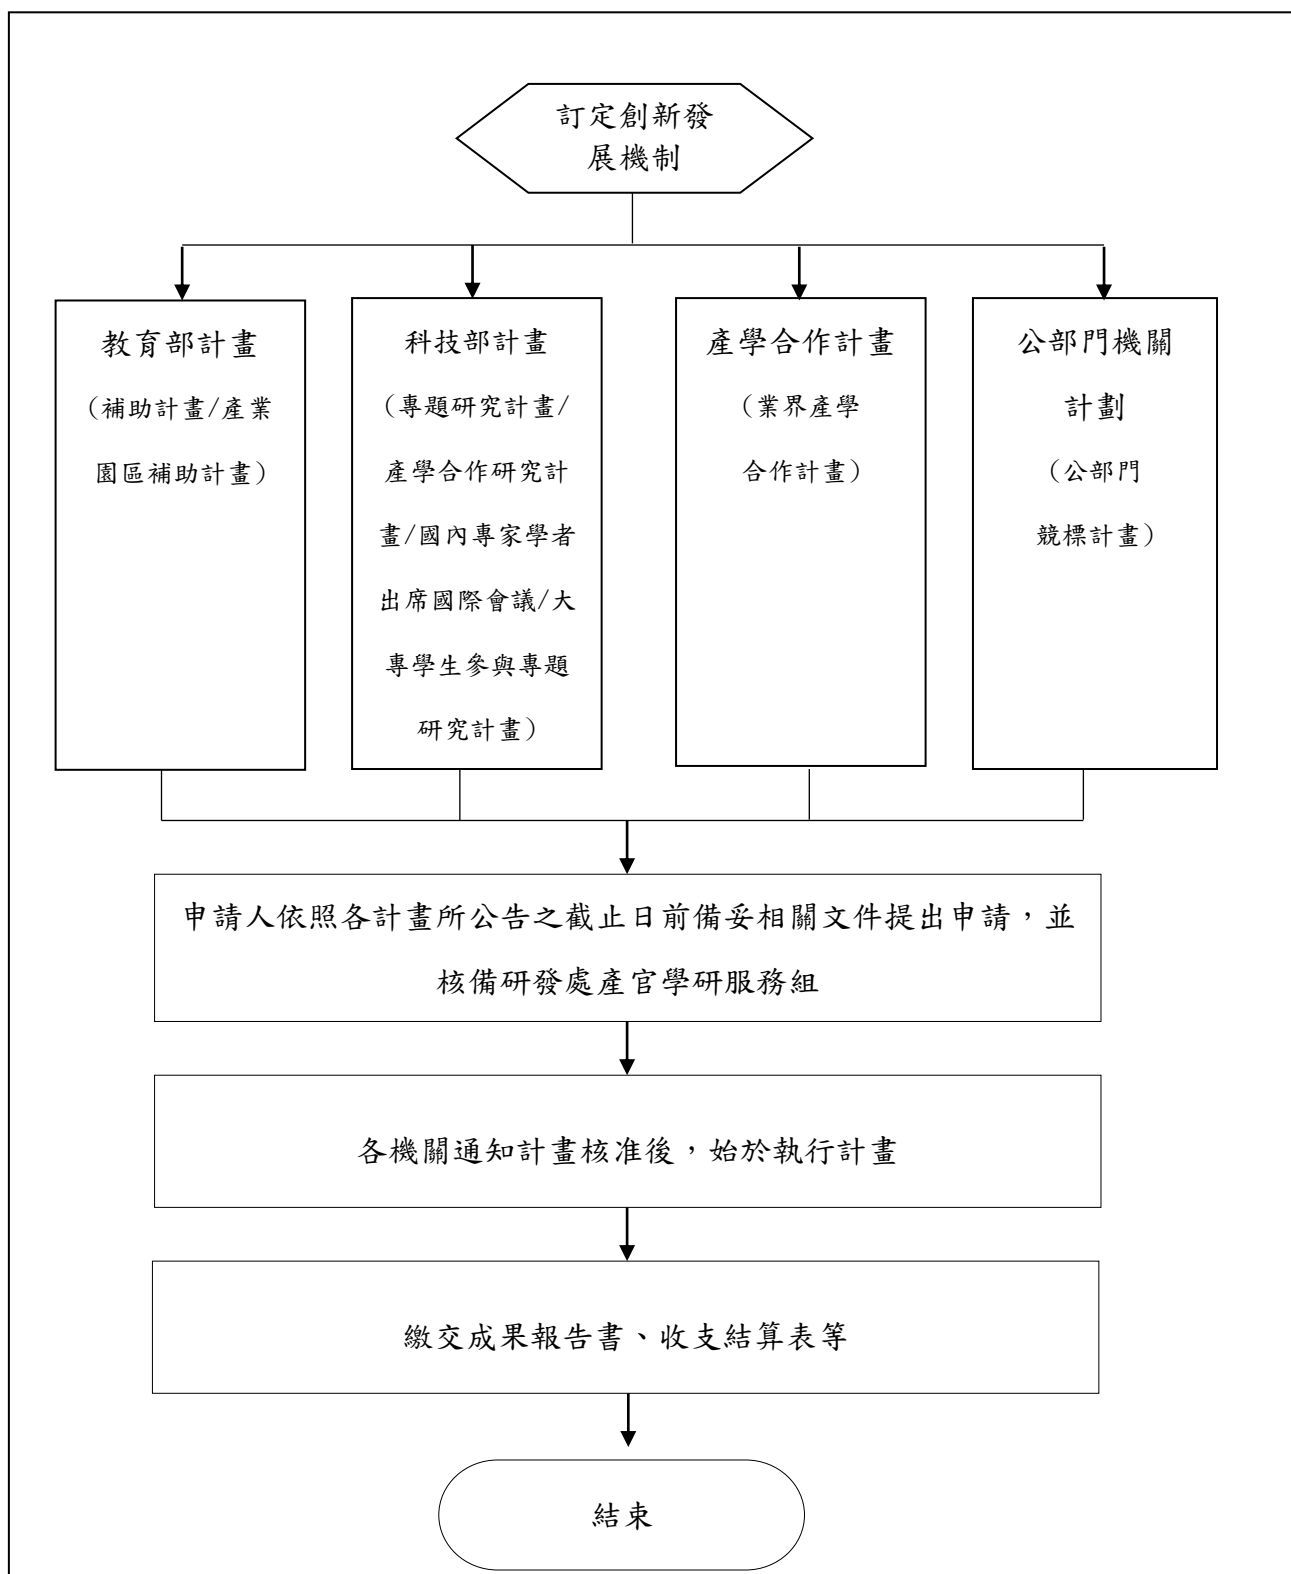 訂定創新發
展機制
教育部計畫
（補助計畫/產業
園區補助計畫）
科技部計畫
（專題研究計畫/
產學合作研究計
畫/國內專家學者
出席國際會議/大
專學生參與專題
研究計畫）
產學合作計畫
（業界產學
合作計畫）
公部門機關
計劃
（公部門
競標計畫）
申請人依照各計畫所公告之截止日前備妥相關文件提出申請，並
核備研發處產官學研服務組
各機關通知計畫核准後，始於執行計畫
繳交成果報告書、收支結算表等
結束